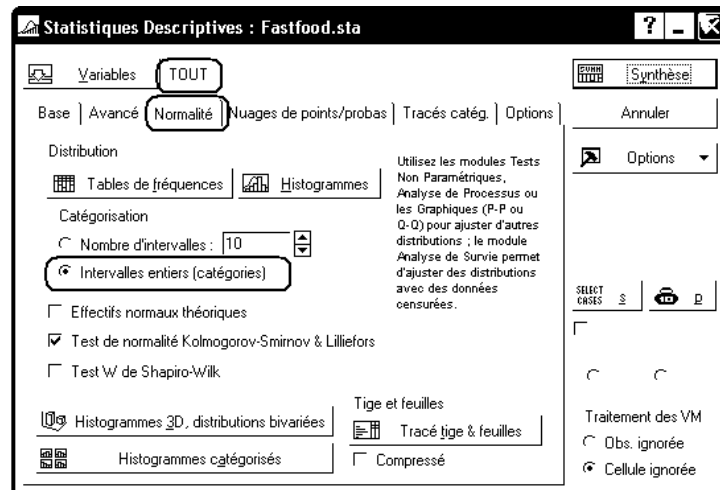 Statistiques Descriptives : Fastfood.sta
Variables TOUT
Base Avancé Normalité Nuages de points/probas Tracés catég. Options
Distribution
Tables de fréquences Histogrammes
Catégorisation
Nombre d'intervalles : 10
Intervalles entiers (catégories)
Effectifs normaux théoriques
Test de normalité Kolmogorov-Smirnov & Lilliefors
Test W de Shapiro-Wilk
Utilisez les modules Tests
Non Paramétriques,
Analyse de Processus ou
les Graphiques (P-P ou
Q-Q) pour ajuster d'autres
distributions ; le module
Analyse de Survie permet
d'ajuster des distributions
avec des données
censurées.
Histogrammes 3D, distributions bivariées
Histogrammes catégorisés
Tige et feuilles
Tracé tige & feuilles
Compressé
Synthèse
Annuler
Options
SELECT
CASES S D
Traitement des VM
Obs. ignorée
Cellule ignorée